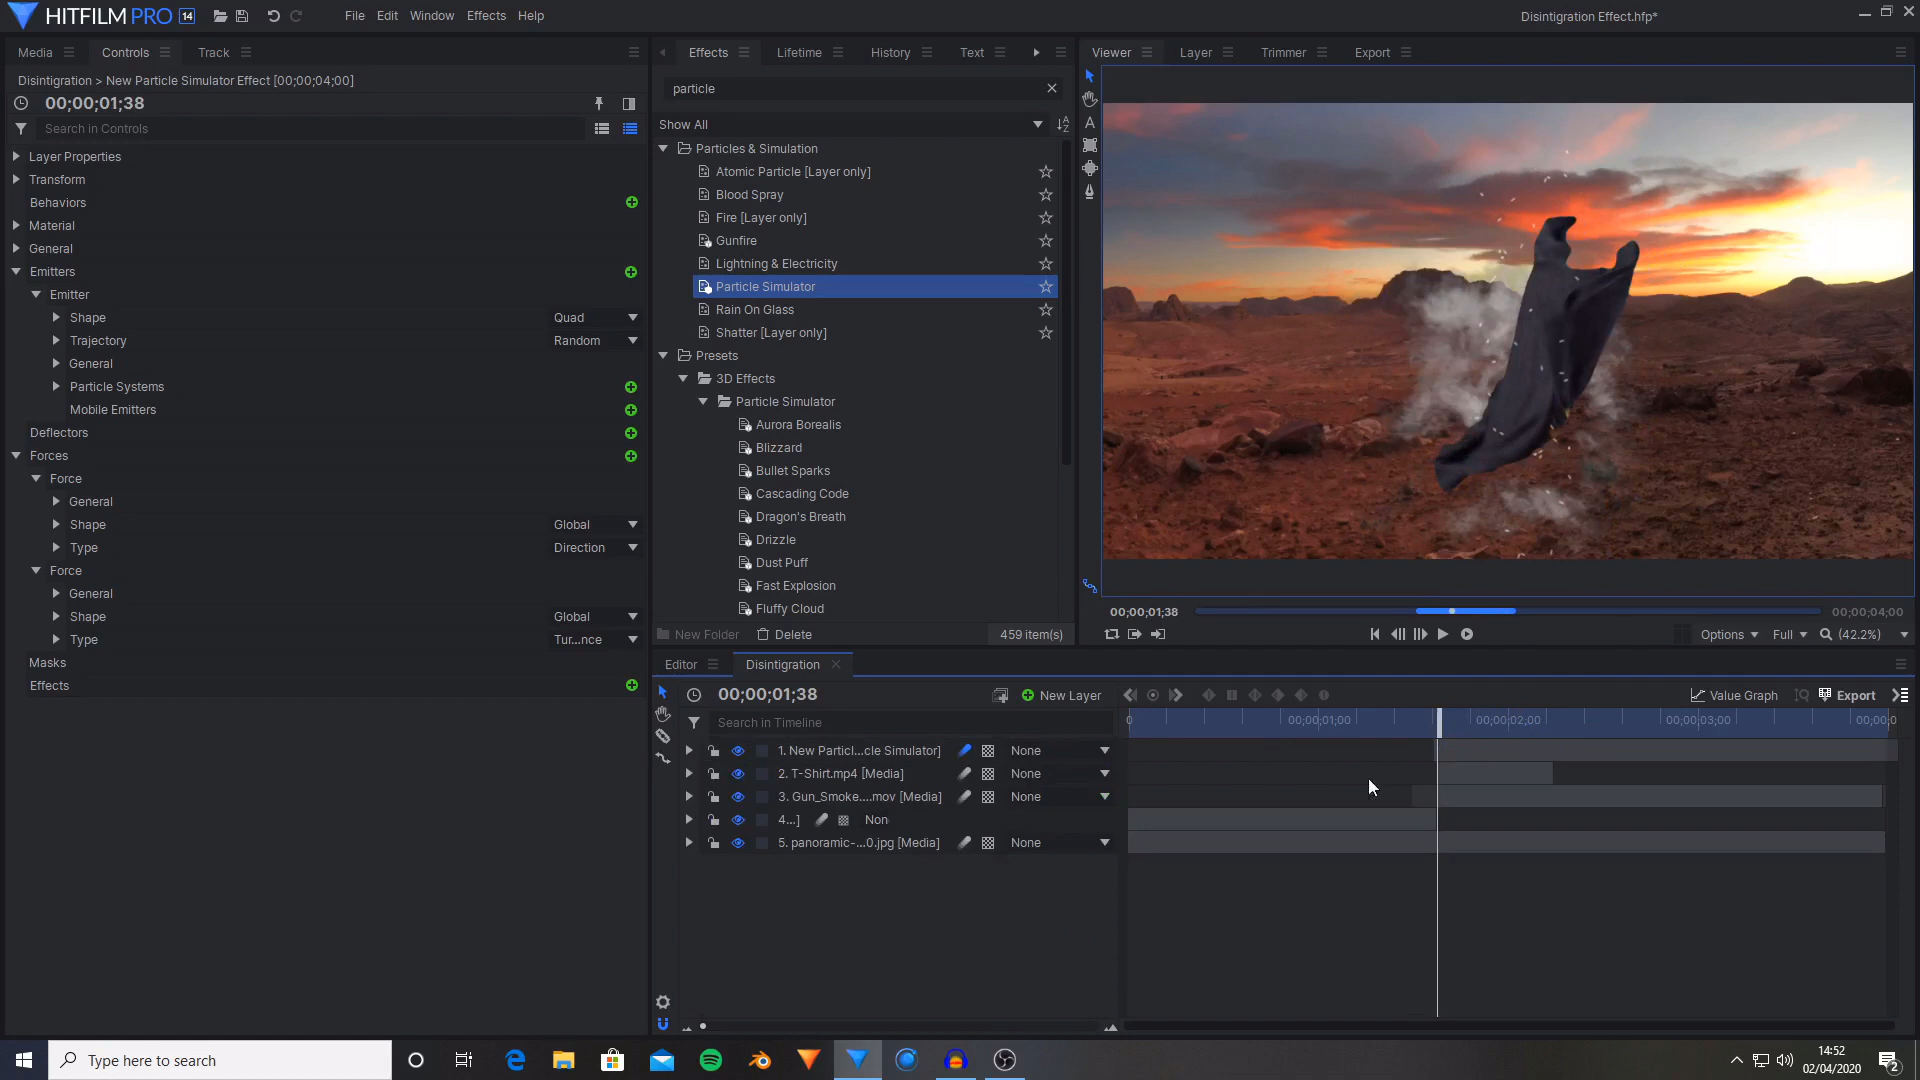 HITFILM PRO 14
File Edit Window Effects Help
Disintigration Effect.hfp*
Media Controls Track
Disintigration > New Particle Simulator Effect [00;00;04;00]
00;00;01;38
Search in Controls
Layer Properties
Transform
Behaviors
Material
General
Emitters
Emitter
Shape Quad
Trajectory Random
General
Particle Systems
Mobile Emitters
Deflectors
Forces
Force
General
Shape Global
Type Direction
Force
General
Shape Global
Type Tur...nce
Masks
Effects
Effects Lifetime History Text
particle
Show All
Particles & Simulation
Atomic Particle [Layer only]
Blood Spray
Fire [Layer only]
Gunfire
Lightning & Electricity
Particle Simulator
Rain On Glass
Shatter [Layer only]
Presets
3D Effects
Particle Simulator
Aurora Borealis
Blizzard
Bullet Sparks
Cascading Code
Dragon's Breath
Drizzle
Dust Puff
Fast Explosion
Fluffy Cloud
New Folder Delete 459 item(s)
Viewer Layer Trimmer Export
A
00;00;01;38 00;00;04;00
Options Full (42.2%)
Editor Disintigration
00;00;01;38 New Layer Value Graph Export
Search in Timeline
0 00;00;01;00 00;00;02;00 00;00;03;00 00;00;0
1. New Particl...cle Simulator] None
2. T-Shirt.mp4 [Media] None
3. Gun_Smoke....mov [Media] None
4...] Non
5. panoramic-...0.jpg [Media] None
Type here to search
14:52
02/04/2020
2